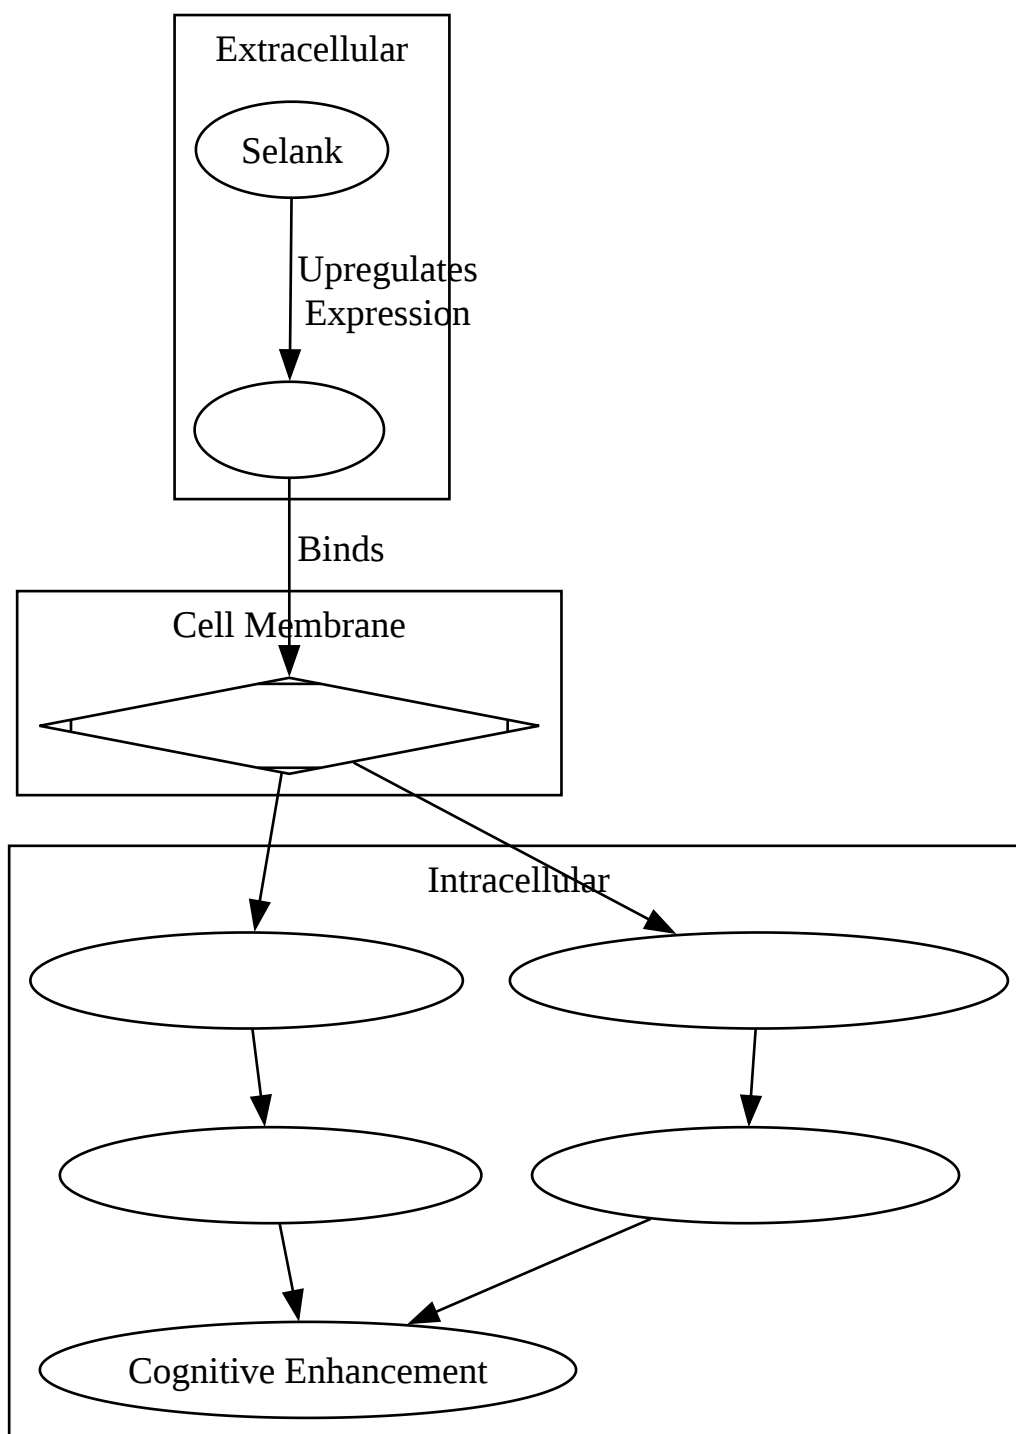 Extracellular
Selank
Upregulates
Expression
Binds
Cell Membrane
Intracellular
Cognitive Enhancement